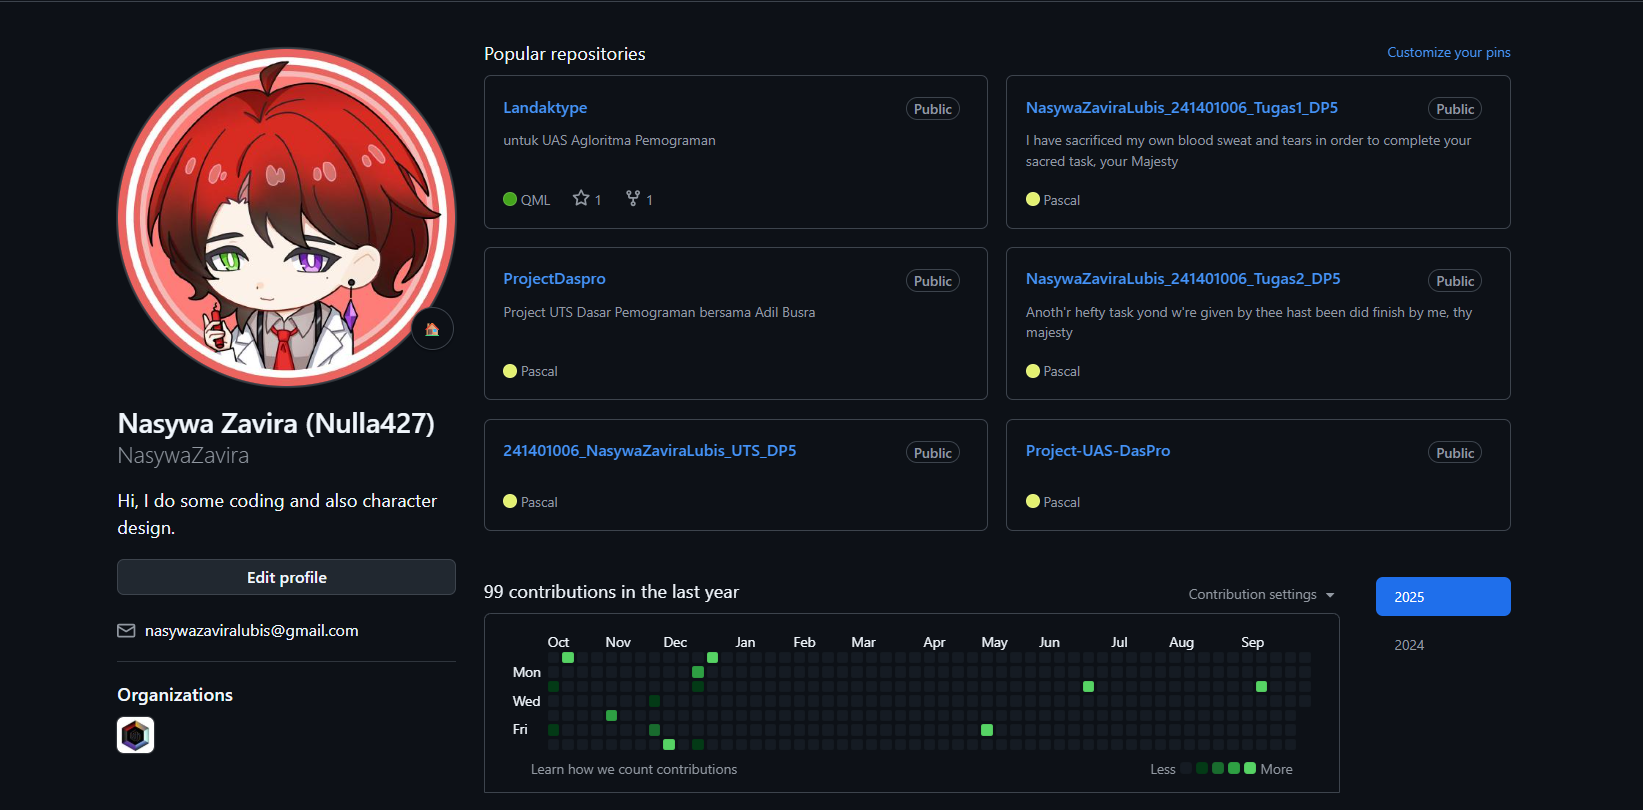 Popular repositories
Customize your pins
Landaktype
Public
untuk UAS Agloritma Pemograman
QML
1
1
NasywaZaviraLubis_241401006_Tugas1_DP5
Public
I have sacrificed my own blood sweat and tears in order to complete your
sacred task, your Majesty
Pascal
ProjectDaspro
Public
Project UTS Dasar Pemograman bersama Adil Busra
Pascal
NasywaZaviraLubis_241401006_Tugas2_DP5
Public
Anoth'r hefty task yond w're given by thee hast been did finish by me, thy
majesty
Pascal
241401006_NasywaZaviraLubis_UTS_DP5
Public
Pascal
Project-UAS-DasPro
Public
Pascal
Nasywa Zavira (Nulla427)
NasywaZavira
Hi, I do some coding and also character
design.
Edit profile
nasywazaviralubis@gmail.com
Organizations
99 contributions in the last year
Contribution settings
2025
2024
Oct Nov Dec Jan Feb Mar Apr May Jun Jul Aug Sep
Mon
Wed
Fri
Learn how we count contributions
Less
More